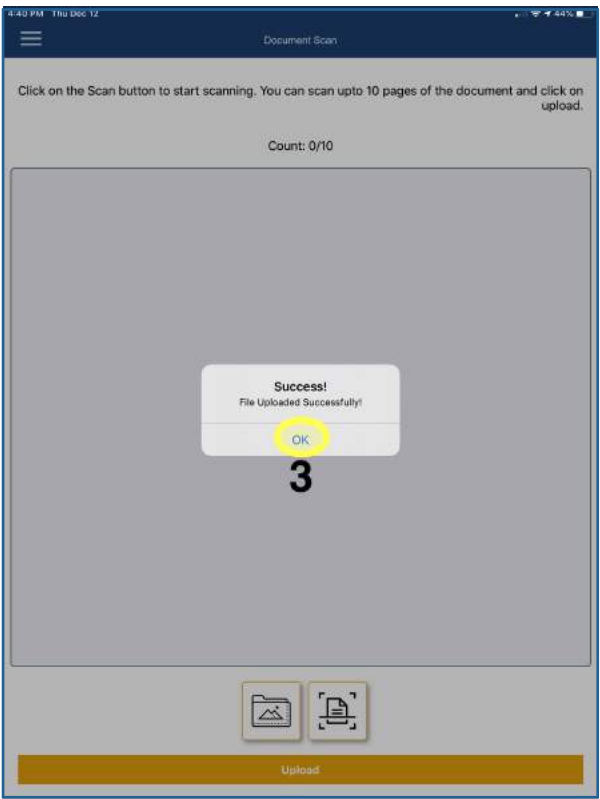 4:40 PM Thu Dec 12
44%
Document Scan
Click on the Scan button to start scanning. You can scan upto 10 pages of the document and click on
upload.
Count: 0/10
Success!
File Uploaded Successfully!
OK
3
Upload